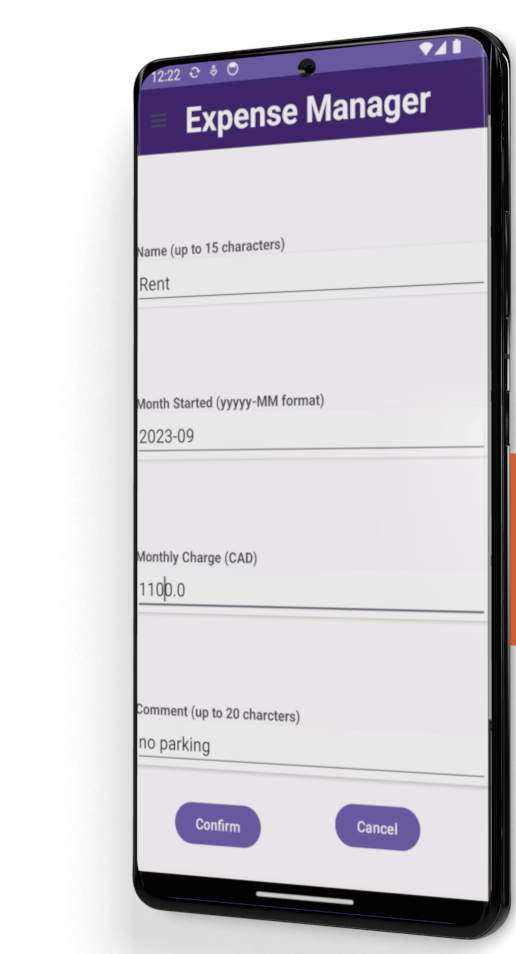 12:22
Expense Manager
Name (up to 15 characters)
Rent
Month Started (yyyyy-MM format)
2023-09
Monthly Charge (CAD)
1100.0
Comment (up to 20 charcters)
no parking
Confirm
Cancel